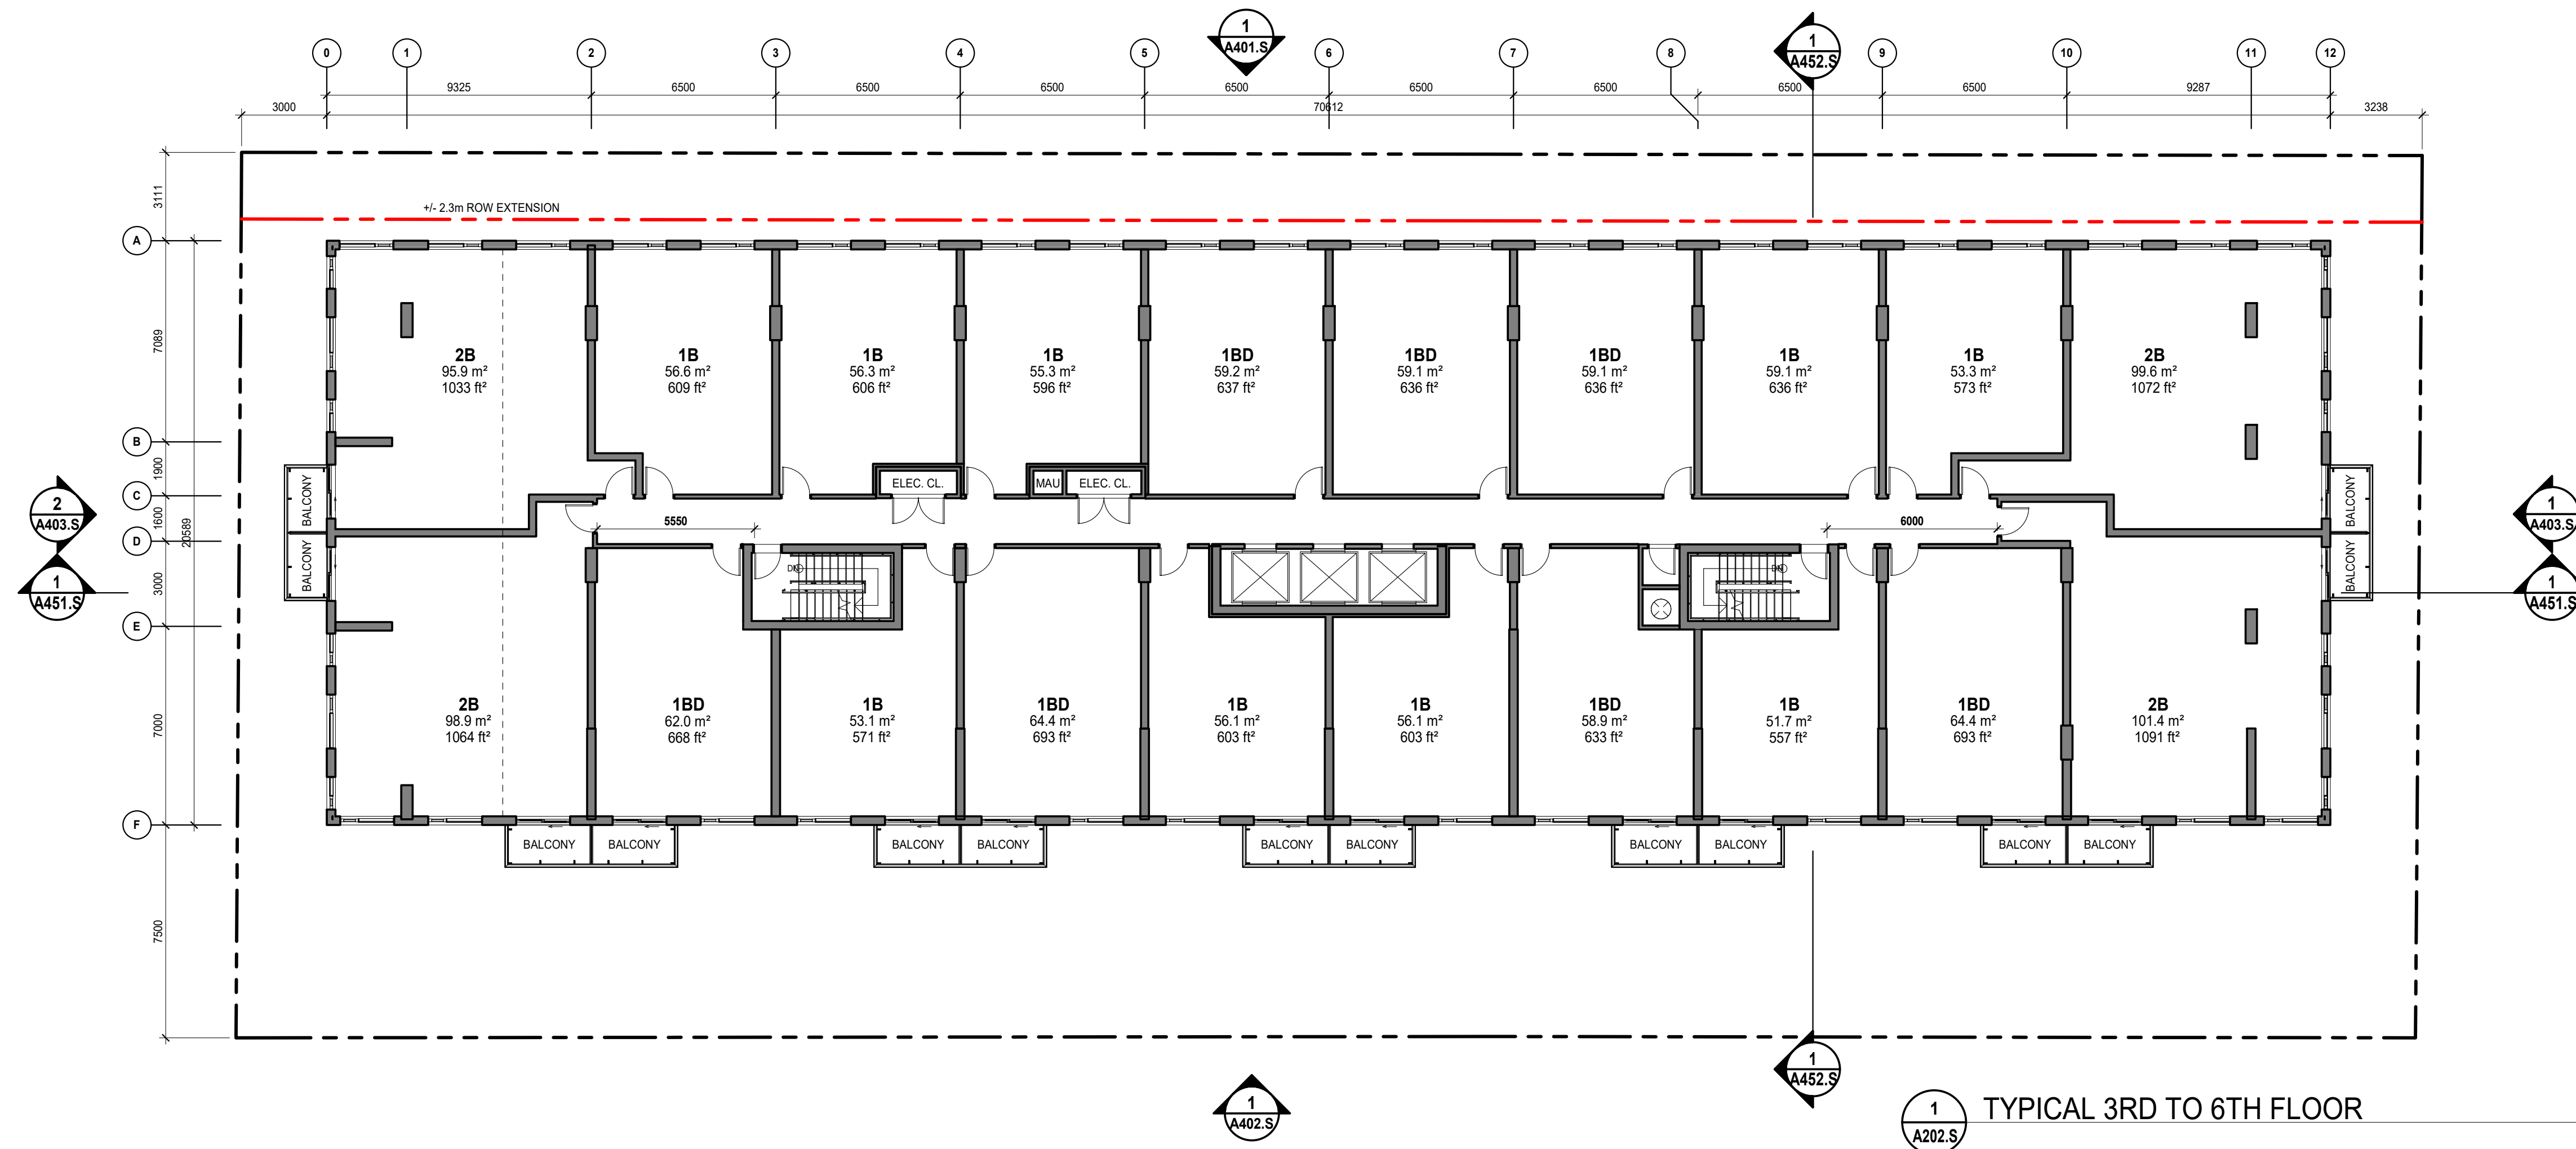 1
A401.S
1
A452.S
0
1
2
3
4
5
6
7
8
9
10
11
12
9325
6500
6500
6500
6500
6500
6500
6500
6500
9287
3000
70612
3238
3111
+/- 2.3m ROW EXTENSION
A
7089
B
1900
C
1600
D
20589
3000
E
7000
F
7500
2B
95.9 m²
1033 ft²
1B
56.6 m²
609 ft²
1B
56.3 m²
606 ft²
1B
55.3 m²
596 ft²
1BD
59.2 m²
637 ft²
1BD
59.1 m²
636 ft²
1BD
59.1 m²
636 ft²
1B
59.1 m²
636 ft²
1B
53.3 m²
573 ft²
2B
99.6 m²
1072 ft²
ELEC. CL.
MAU
ELEC. CL.
BALCONY
BALCONY
BALCONY
BALCONY
2
A403.S
1
A451.S
1
A403.S
1
A451.S
5550
6000
DN
DN
2B
98.9 m²
1064 ft²
1BD
62.0 m²
668 ft²
1B
53.1 m²
571 ft²
1BD
64.4 m²
693 ft²
1B
56.1 m²
603 ft²
1B
56.1 m²
603 ft²
1BD
58.9 m²
633 ft²
1B
51.7 m²
557 ft²
1BD
64.4 m²
693 ft²
2B
101.4 m²
1091 ft²
BALCONY
BALCONY
BALCONY
BALCONY
BALCONY
BALCONY
BALCONY
BALCONY
BALCONY
BALCONY
1
A402.S
1
A452.S
1
A202.S
TYPICAL 3RD TO 6TH FLOOR